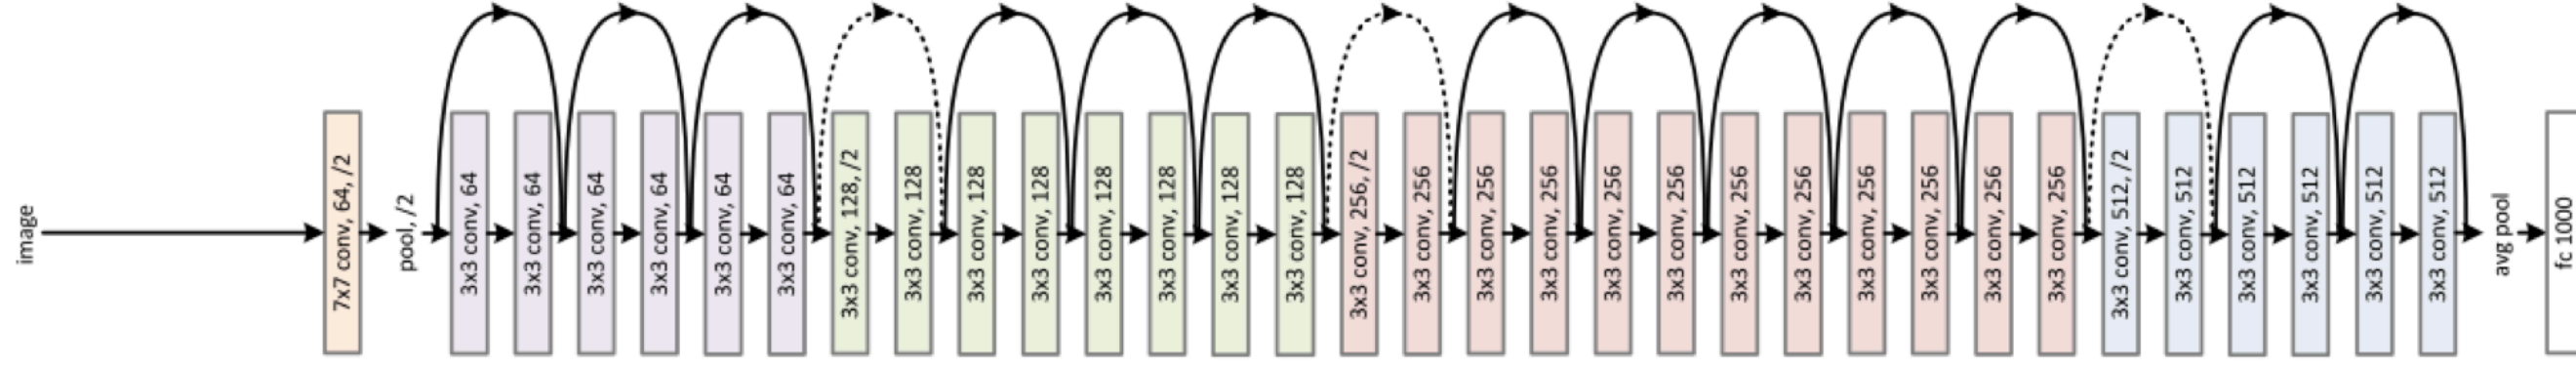 image
7x7 conv, 64, /2
pool, /2
3x3 conv, 64
3x3 conv, 64
3x3 conv, 64
3x3 conv, 64
3x3 conv, 64
3x3 conv, 64
3x3 conv, 128, /2
3x3 conv, 128
3x3 conv, 128
3x3 conv, 128
3x3 conv, 128
3x3 conv, 128
3x3 conv, 128
3x3 conv, 128
3x3 conv, 256, /2
3x3 conv, 256
3x3 conv, 256
3x3 conv, 256
3x3 conv, 256
3x3 conv, 256
3x3 conv, 256
3x3 conv, 256
3x3 conv, 256
3x3 conv, 256
3x3 conv, 256
3x3 conv, 256
3x3 conv, 512, /2
3x3 conv, 512
3x3 conv, 512
3x3 conv, 512
3x3 conv, 512
3x3 conv, 512
avg pool
fc 1000